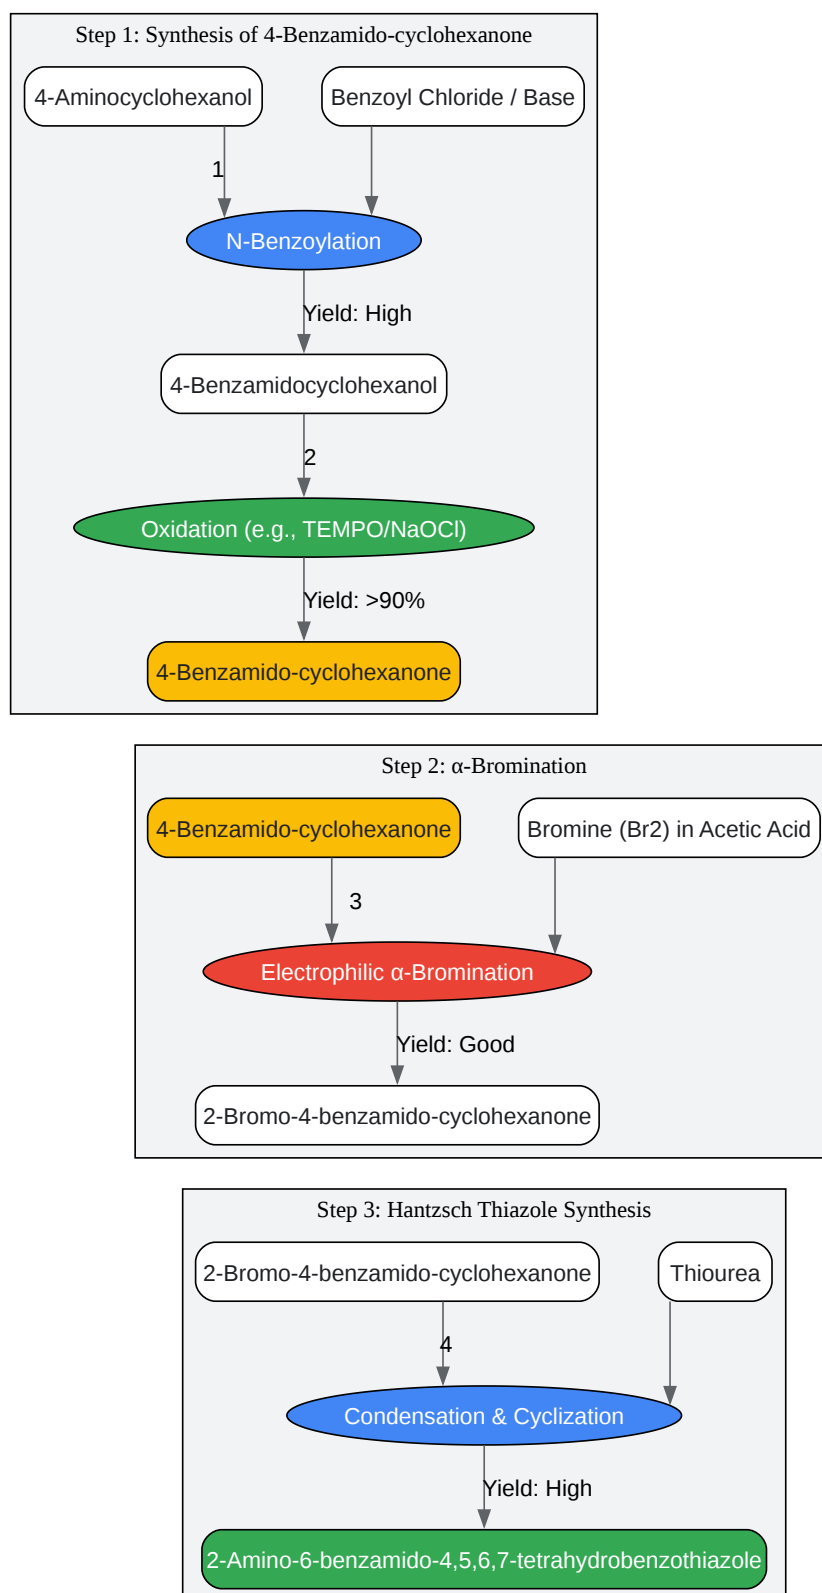 Step 1: Synthesis of 4-Benzamido-cyclohexanone
4-Aminocyclohexanol
Benzoyl Chloride / Base
1
N-Benzoylation
Yield: High
4-Benzamidocyclohexanol
2
Oxidation (e.g., TEMPO/NaOCl)
Yield: >90%
4-Benzamido-cyclohexanone
Step 2: α-Bromination
4-Benzamido-cyclohexanone
Bromine (Br2) in Acetic Acid
3
Electrophilic α-Bromination
Yield: Good
2-Bromo-4-benzamido-cyclohexanone
Step 3: Hantzsch Thiazole Synthesis
2-Bromo-4-benzamido-cyclohexanone
Thiourea
4
Condensation & Cyclization
Yield: High
2-Amino-6-benzamido-4,5,6,7-tetrahydrobenzothiazole